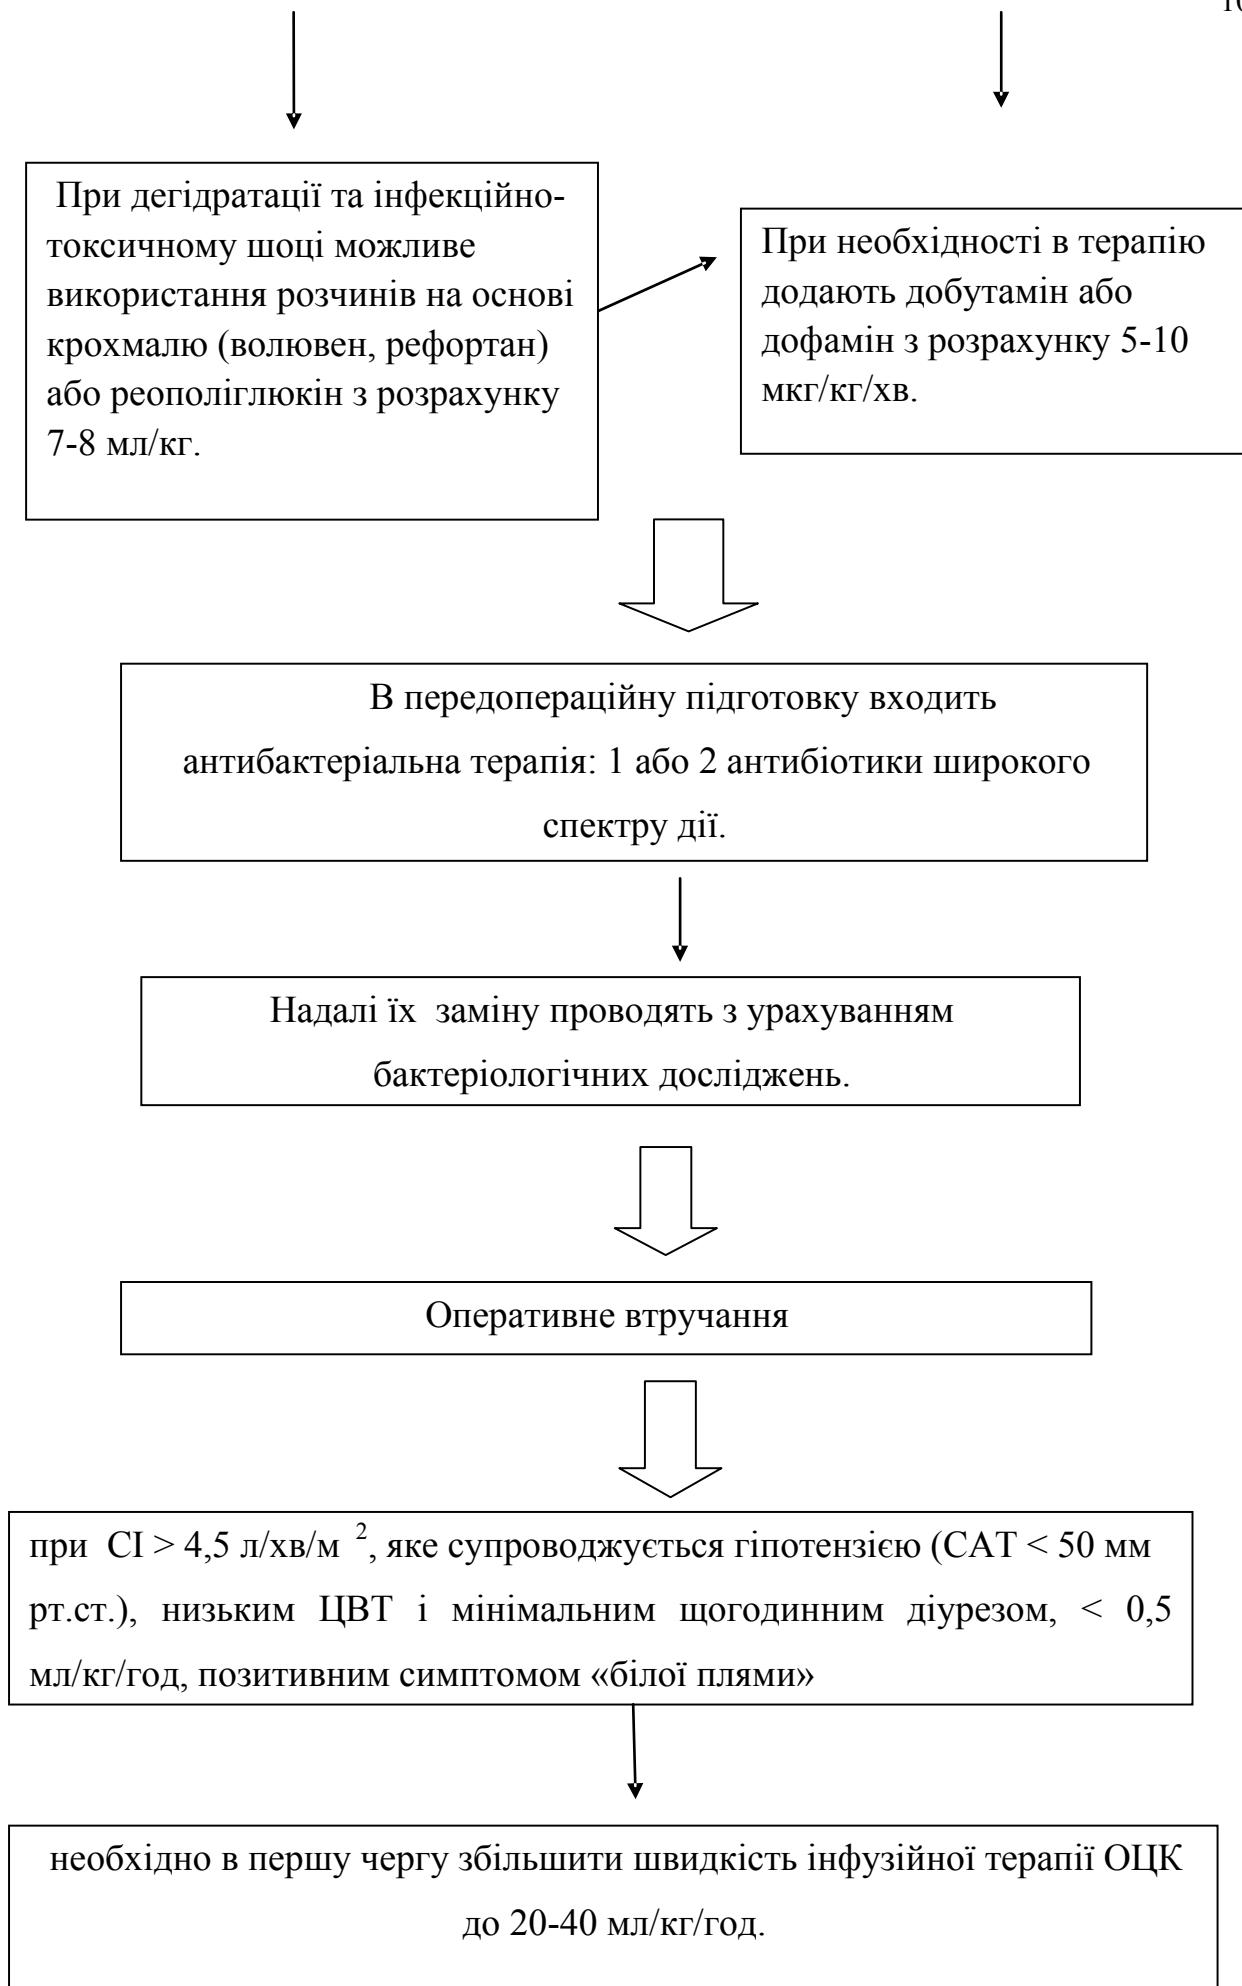 При дегідратації та інфекційно-
токсичному шоці можливе
використання розчинів на основі
крохмалю (волювен, рефортан)
або реополіглюкін з розрахунку
7-8 мл/кг.
При необхідності в терапію
додають добутамін або
дофамін з розрахунку 5-10
мкг/кг/хв.
В передопераційну підготовку входить
антибактеріальна терапія: 1 або 2 антибіотики широкого
спектру дії.
Надалі їх заміну проводять з урахуванням
бактеріологічних досліджень.
Оперативне втручання
при СІ > 4,5 л/хв/м ², яке супроводжується гіпотензією (САТ < 50 мм
рт.ст.), низьким ЦВТ і мінімальним щогодинним діурезом, < 0,5
мл/кг/год, позитивним симптомом «білої плями»
необхідно в першу чергу збільшити швидкість інфузійної терапії ОЦК
до 20-40 мл/кг/год.